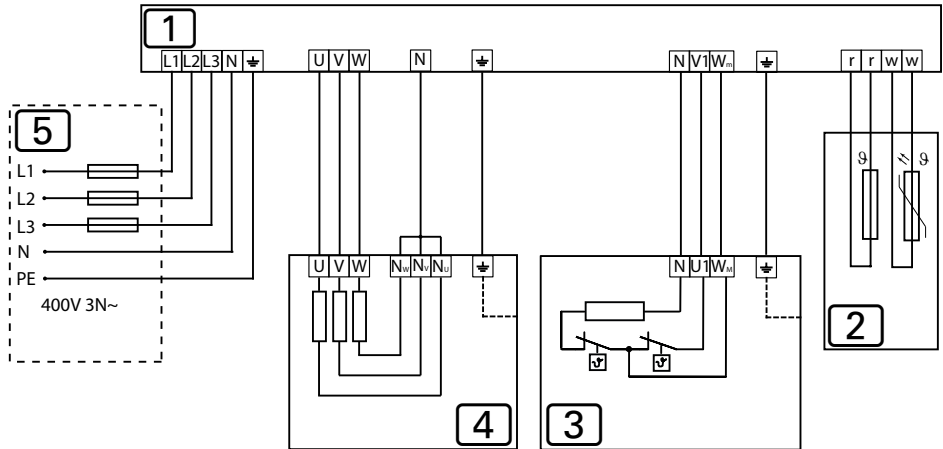 1
L1 L2 L3 N U V W N N V1 Wm r r w w
5
L1
L2
L3
N
PE
400V 3N~
U V W NW NV NU
N U1 WM
ϑ ϑ
ϑ ϑ
2
4
3